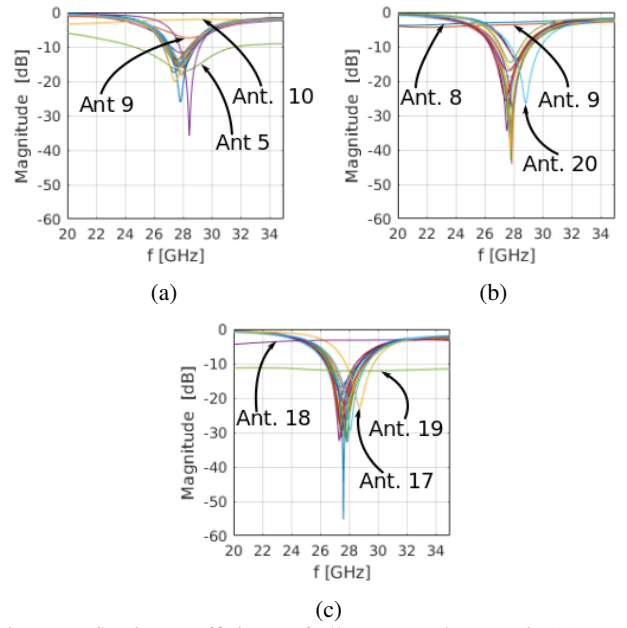 0
-10
-20
-30
-40
-50
-60
Magnitude [dB]
20 22 24 26 28 30 32 34
f [GHz]
Ant 9
Ant. 10
Ant 5
(a)
0
-10
-20
-30
-40
-50
-60
Magnitude [dB]
20 22 24 26 28 30 32 34
f [GHz]
Ant. 8
Ant. 9
Ant. 20
(b)
0
-10
-20
-30
-40
-50
-60
Magnitude [dB]
20 22 24 26 28 30 32 34
f [GHz]
Ant. 18
Ant. 19
Ant. 17
(c)